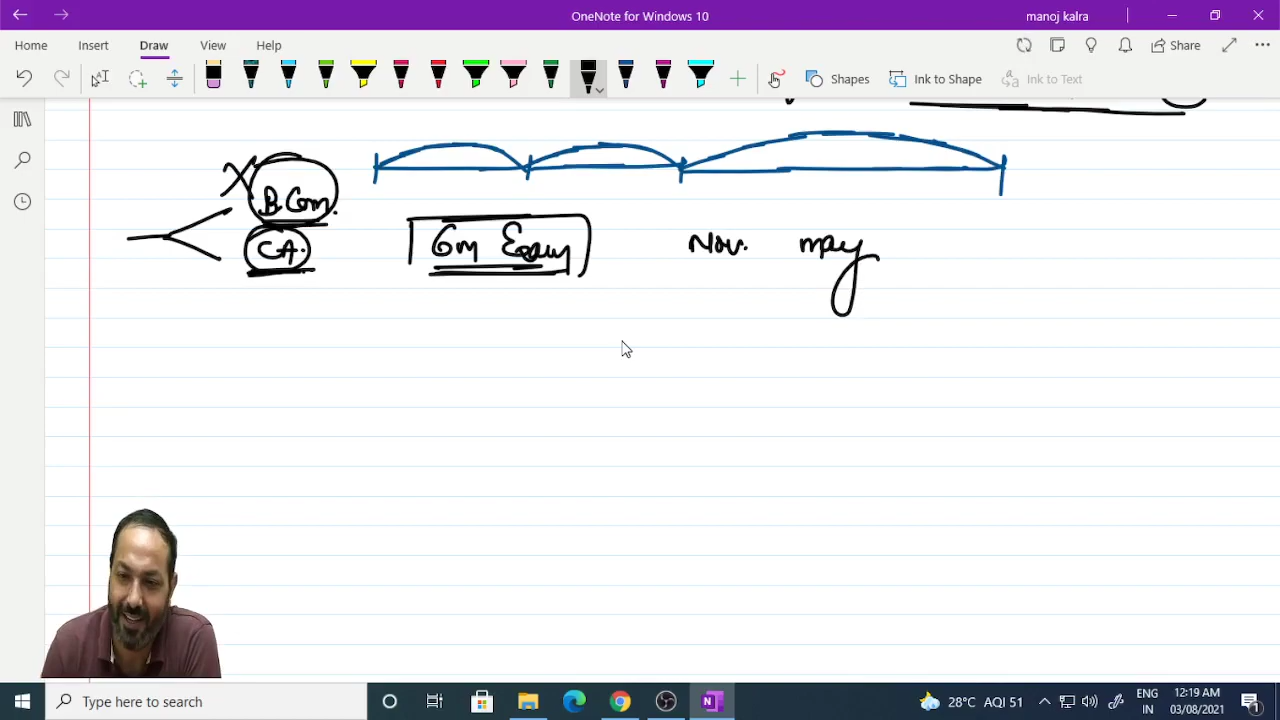 OneNote for Windows 10
manoj kalra
Home Insert Draw View Help
Share
Shapes Ink to Shape Ink to Text
B Com.
CA.
6m Nov. may
Type here to search
28°C AQI 51
ENG
IN
12:19 AM
03/08/2021
1